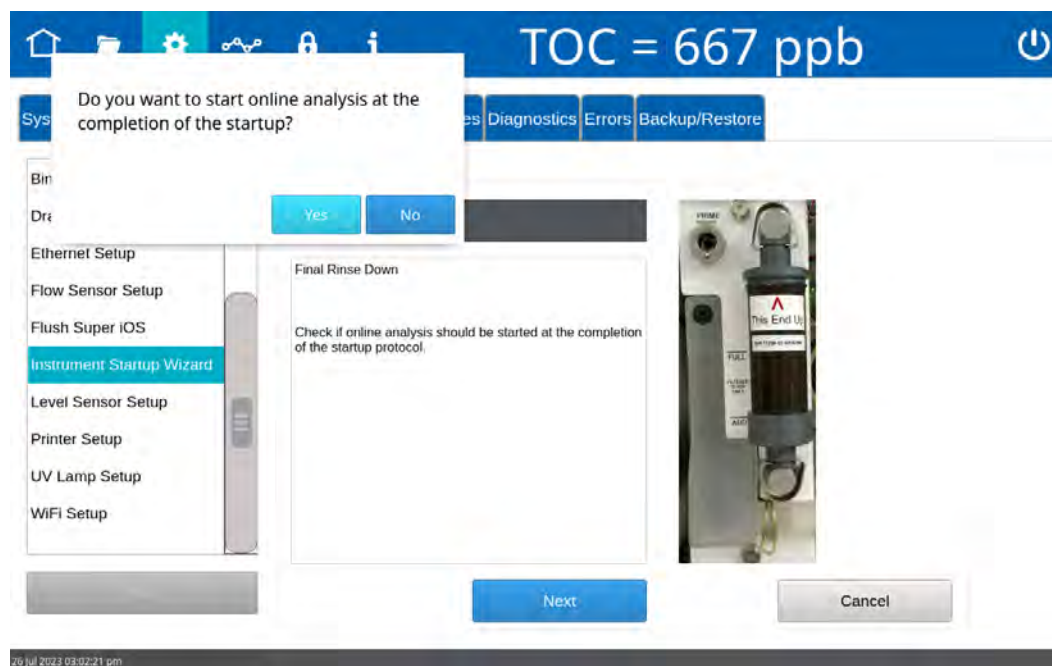 TOC = 667 ppb
Do you want to start online analysis at the
completion of the startup?
Yes
No
Sys
es
Diagnostics
Errors
Backup/Restore
Bin
Dra
Ethernet Setup
Flow Sensor Setup
Flush Super iOS
Instrument Startup Wizard
Level Sensor Setup
Printer Setup
UV Lamp Setup
WiFi Setup
Final Rinse Down
Check if online analysis should be started at the completion
of the startup protocol.
PRIME
This End Up
FULL
ADD
Next
Cancel
26 Jul 2023 03:02:21 pm